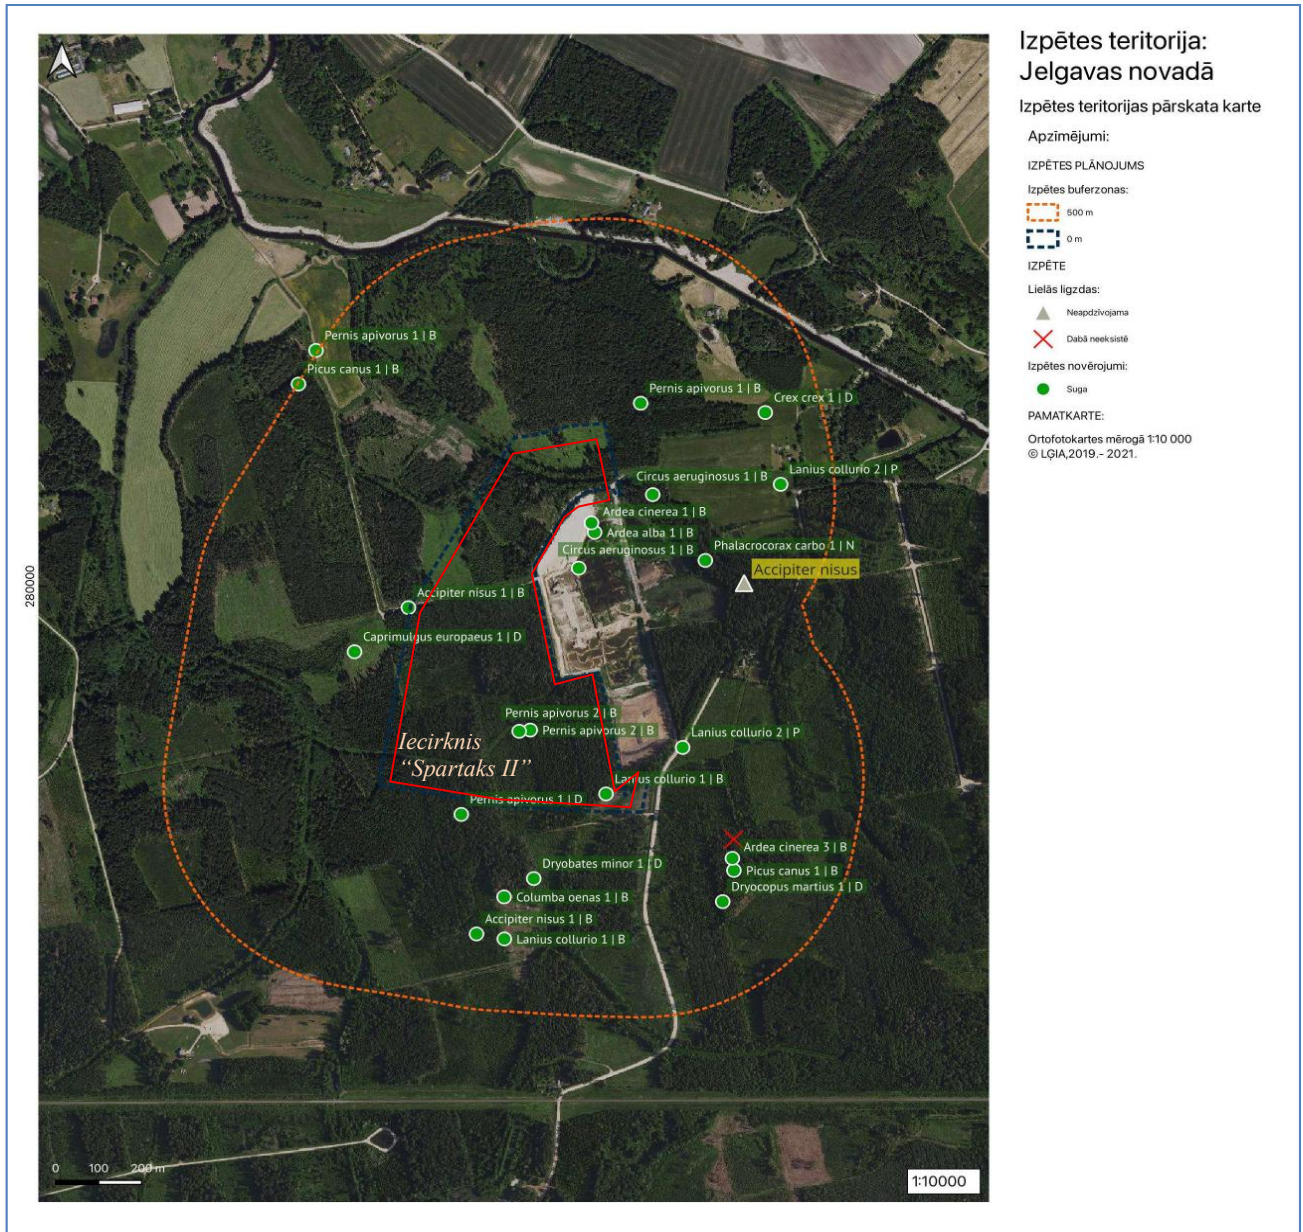 Izpētes teritorija:
Jelgavas novadā
Izpētes teritorijas pārskata karte
Apzīmējumi:
IZPĒTES PLĀNOJUMS
Izpētes buferzonas:
500 m
0 m
IZPĒTE
Lielās ligzdas:
Neapdzīvojama
Dabā neeksistē
Izpētes novērojumi:
Suga
PAMATKARTE:
Ortofotokartes mērogā 1:10 000
© LĢIA,2019.- 2021.
Pernis apivorus 1 | B
Picus canus 1 | B
Pernis apivorus 1 | B
Crex crex 1 | D
Circus aeruginosus 1 | B
Lanius collurio 2 | P
Ardea cinerea 1 | B
Ardea alba 1 | B
Circus aeruginosus 1 | B
Phalacrocorax carbo 1 | N
Accipiter nisus
280000
Accipiter nisus 1 | B
Caprimulgus europaeus 1 | D
Pernis apivorus 2 | B
Pernis apivorus 2 | B
Iecirknis
“Spartaks II”
Lanius collurio 2 | P
Lanius collurio 1 | B
Pernis apivorus 1 | D
Ardea cinerea 3 | B
Picus canus 1 | B
Dryocopus martius 1 | D
Dryobates minor 1 | D
Columba oenas 1 | B
Accipiter nisus 1 | B
Lanius collurio 1 | B
0 100 200 m
1:10000